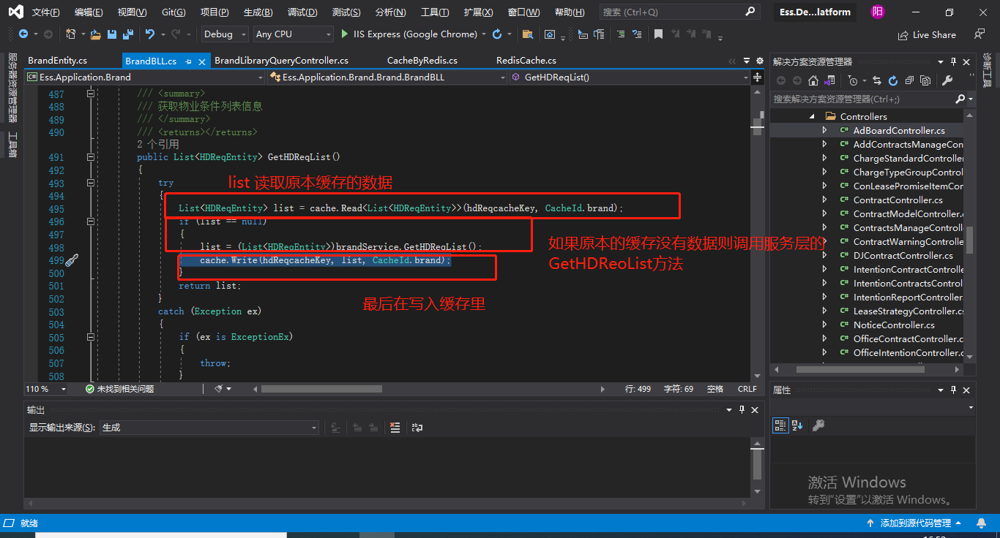 文件(F) 编辑(E) 视图(V) Git(G) 项目(P) 生成(B) 调试(D) 测试(S) 分析(N) 工具(T) 扩展(X) 窗口(W) 帮助(H) 搜索 (Ctrl+Q) Ess.De...latform 阳
Debug Any CPU IIS Express (Google Chrome) Live Share
服务器资源管理器
工具箱
BrandEntity.cs BrandBLL.cs BrandLibraryQueryController.cs CacheByRedis.cs RedisCache.cs
Ess.Application.Brand Ess.Application.Brand.Brand.BrandBLL GetHDReqList()
487 /// <summary>
488 /// 获取物业条件列表信息
489 /// </summary>
490 /// <returns></returns>
2 个引用
491 public List<HDReqEntity> GetHDReqList()
492 {
493 try
list 读取原本缓存的数据
494 {
495 List<HDReqEntity> list = cache.Read<List<HDReqEntity>>(hdReqcacheKey, CacheId.brand);
496 if (list == null)
497 {
498 list = (List<HDReqEntity>)brandService.GetHDReqList();
如果原本的缓存没有数据则调用服务层的
GetHDReoList方法
499 cache.Write(hdReqcacheKey, list, CacheId.brand);
500 }
501 return list;
502 }
最后在写入缓存里
503 catch (Exception ex)
504 {
505 if (ex is ExceptionEx)
506 {
507 throw;
508 }
110 % 未找到相关问题 行: 499 字符: 69 空格 CRLF
输出
显示输出来源(S): 生成
解决方案资源管理器
搜索解决方案资源管理器(Ctrl+;)
Controllers
C# AdBoardController.cs
C# AddContractsManageCon
C# ChargeStandardController
C# ChargeTypeGroupControl
C# ConLeasePromiseItemCon
C# ContractController.cs
C# ContractModelController.c
C# ContractsManageControll
C# ContractWarningControlle
C# DJContractController.cs
C# IntentionContractControlle
C# IntentionContractsControl
C# IntentionReportController.
C# LeaseStrategyController.cs
C# NoticeController.cs
C# OfficeContractController.c
C# OfficeIntentionController.c
诊断工具
属性
激活 Windows
转到“设置”以激活 Windows。
就绪 添加到源代码管理